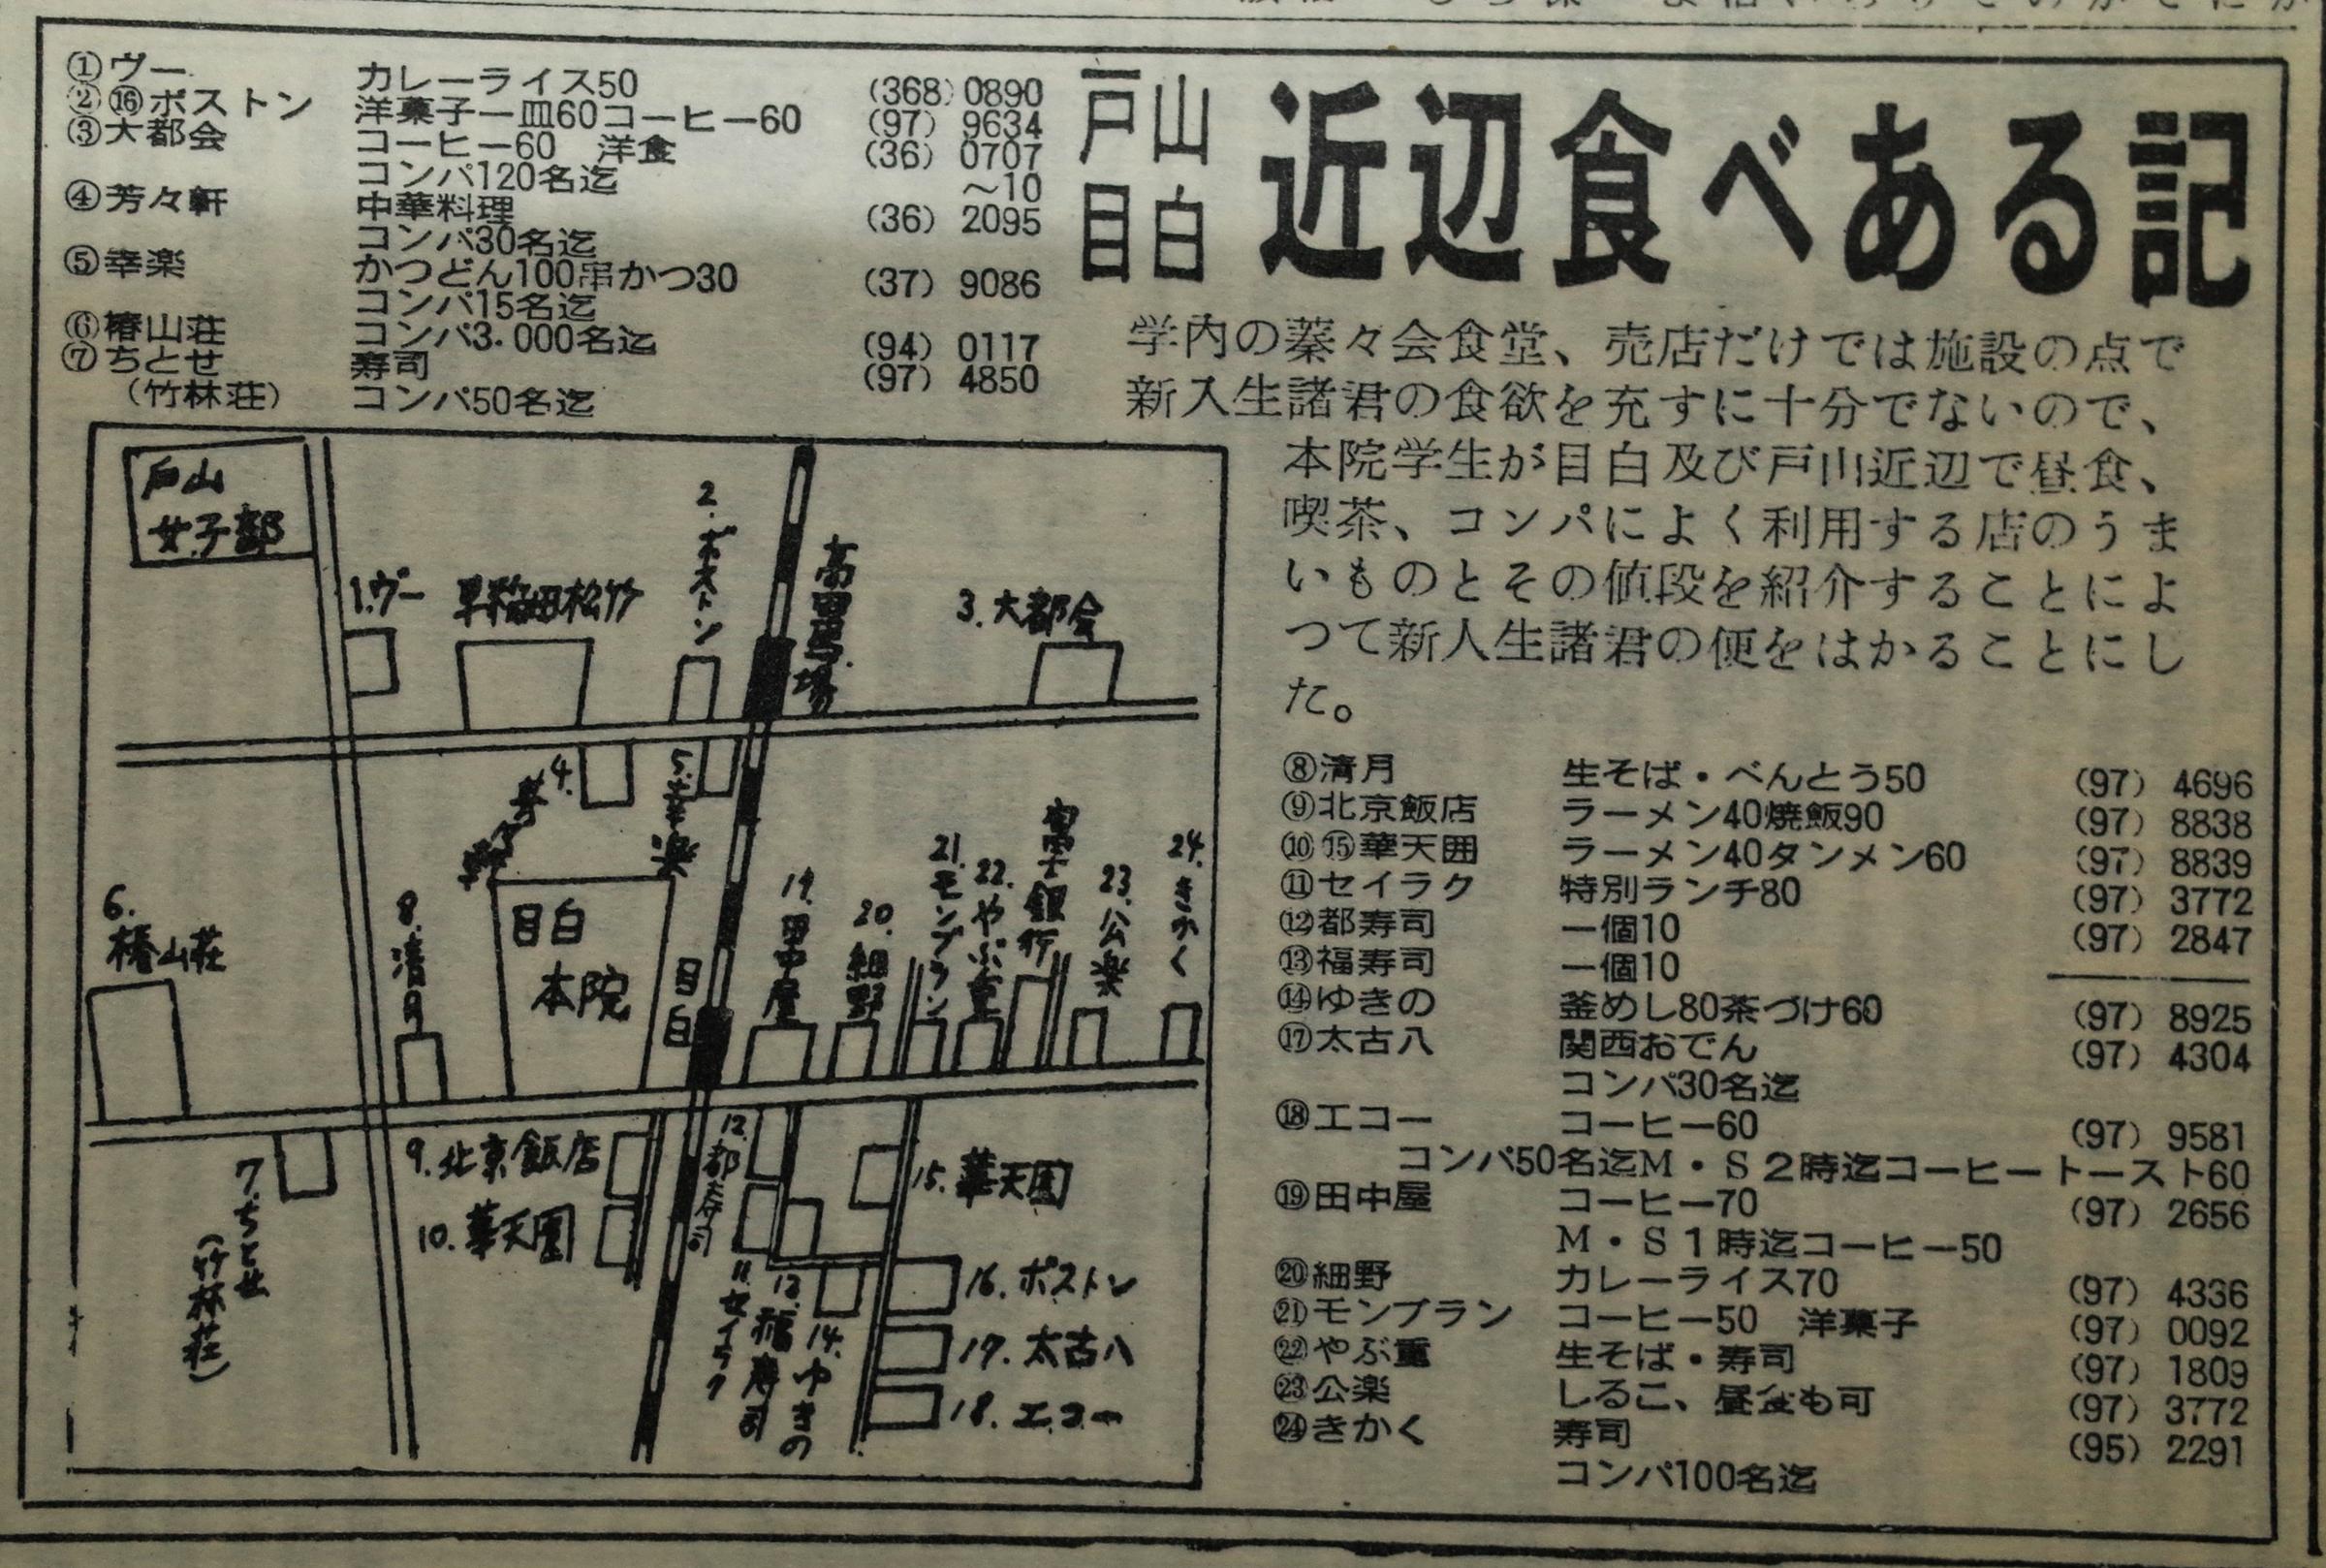 戸山
目白
近辺食べある記
学内の蓁々会食堂、売店だけでは施設の点で
新入生諸君の食欲を充すに十分でないので、
本院学生が目白及び戸山近辺で昼食、
喫茶、コンパによく利用する店のうま
いものとその値段を紹介することによ
つて新人生諸君の便をはかることにし
た。
①ヴー カレーライス50 (368)0890
②⑯ボストン 洋菓子一皿60コーヒー60 (97) 9634
③大都会 コーヒー60 洋食 (36) 0707
コンパ120名迄 〜10
④芳々軒 中華料理 (36) 2095
コンパ30名迄
⑤幸楽 かつどん100串かつ30 (37) 9086
コンパ15名迄
⑥椿山荘 コンパ3.000名迄 (94) 0117
⑦ちとせ 寿司 (97) 4850
(竹林荘) コンパ50名迄
戸山
女子部
1.ヴー
早稲田松竹
2.ボストン
高田馬場
3.大都会
4.芳々軒
5.幸楽
6.
椿山荘
8.清月
目白
本院
目白
19.田中屋
20.細野
21.モンブラン
22.やぶ重
富士銀行
23.公楽
24.きかく
7.ちとせ
(竹林荘)
9.北京飯店
10.華天園
12.都寿司
11.セイラク
13.福寿司
14.ゆきの
15.華天園
16.ボストン
17.太古八
18.エコー
⑧清月 生そば・べんとう50 (97) 4696
⑨北京飯店 ラーメン40焼飯90 (97) 8838
⑩⑮華天囲 ラーメン40タンメン60 (97) 8839
⑪セイラク 特別ランチ80 (97) 3772
⑫都寿司 一個10 (97) 2847
⑬福寿司 一個10 ———
⑭ゆきの 釜めし80茶づけ60 (97) 8925
⑰太古八 関西おでん (97) 4304
コンパ30名迄
⑱エコー コーヒー60 (97) 9581
コンパ50名迄M・S2時迄コーヒートースト60
⑲田中屋 コーヒー70 (97) 2656
M・S1時迄コーヒー50
⑳細野 カレーライス70 (97) 4336
㉑モンブラン コーヒー50 洋菓子 (97) 0092
㉒やぶ重 生そば・寿司 (97) 1809
㉓公楽 しるこ、昼食も可 (97) 3772
㉔きかく 寿司 (95) 2291
コンパ100名迄